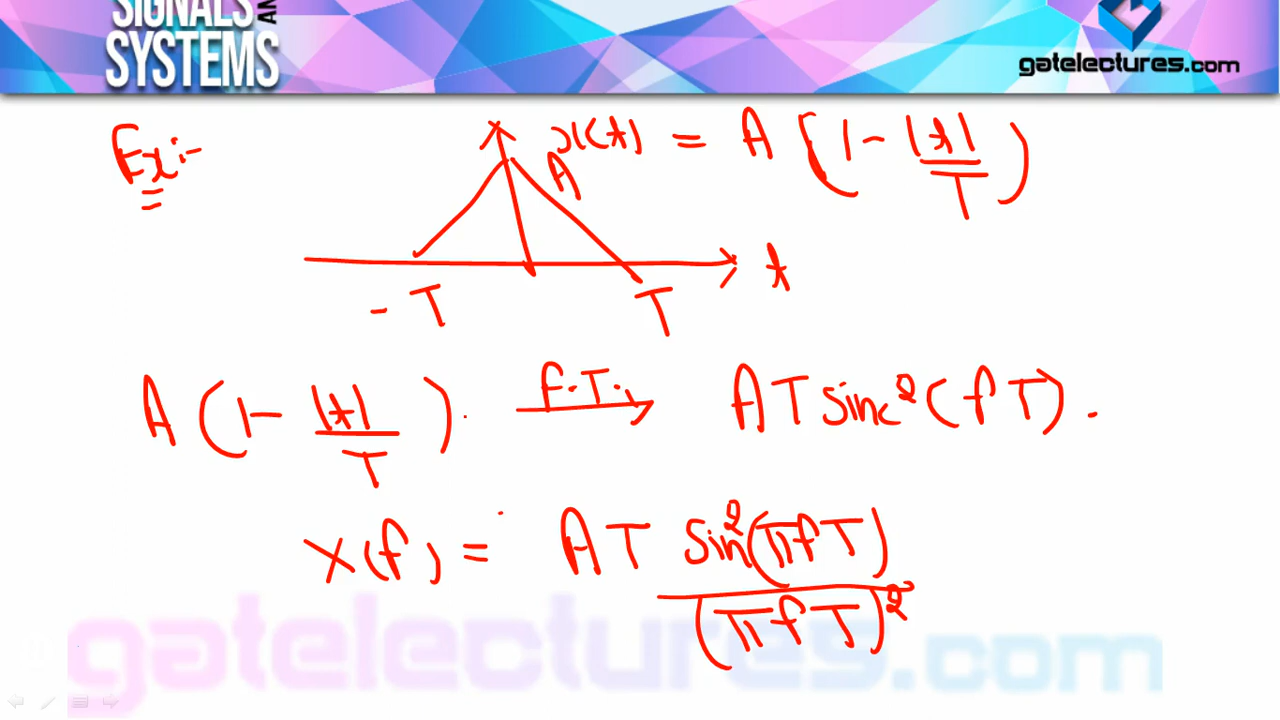 SIGNALS AND
SYSTEMS
gatelectures.com
Ex:-
x(t) = A (1 - |t|/T)
A
t
-T T
A (1 - |t|/T) F.T. → AT sinc²(fT).
X(f) = AT sin²(πfT)/(πfT)²
gatelectures.com